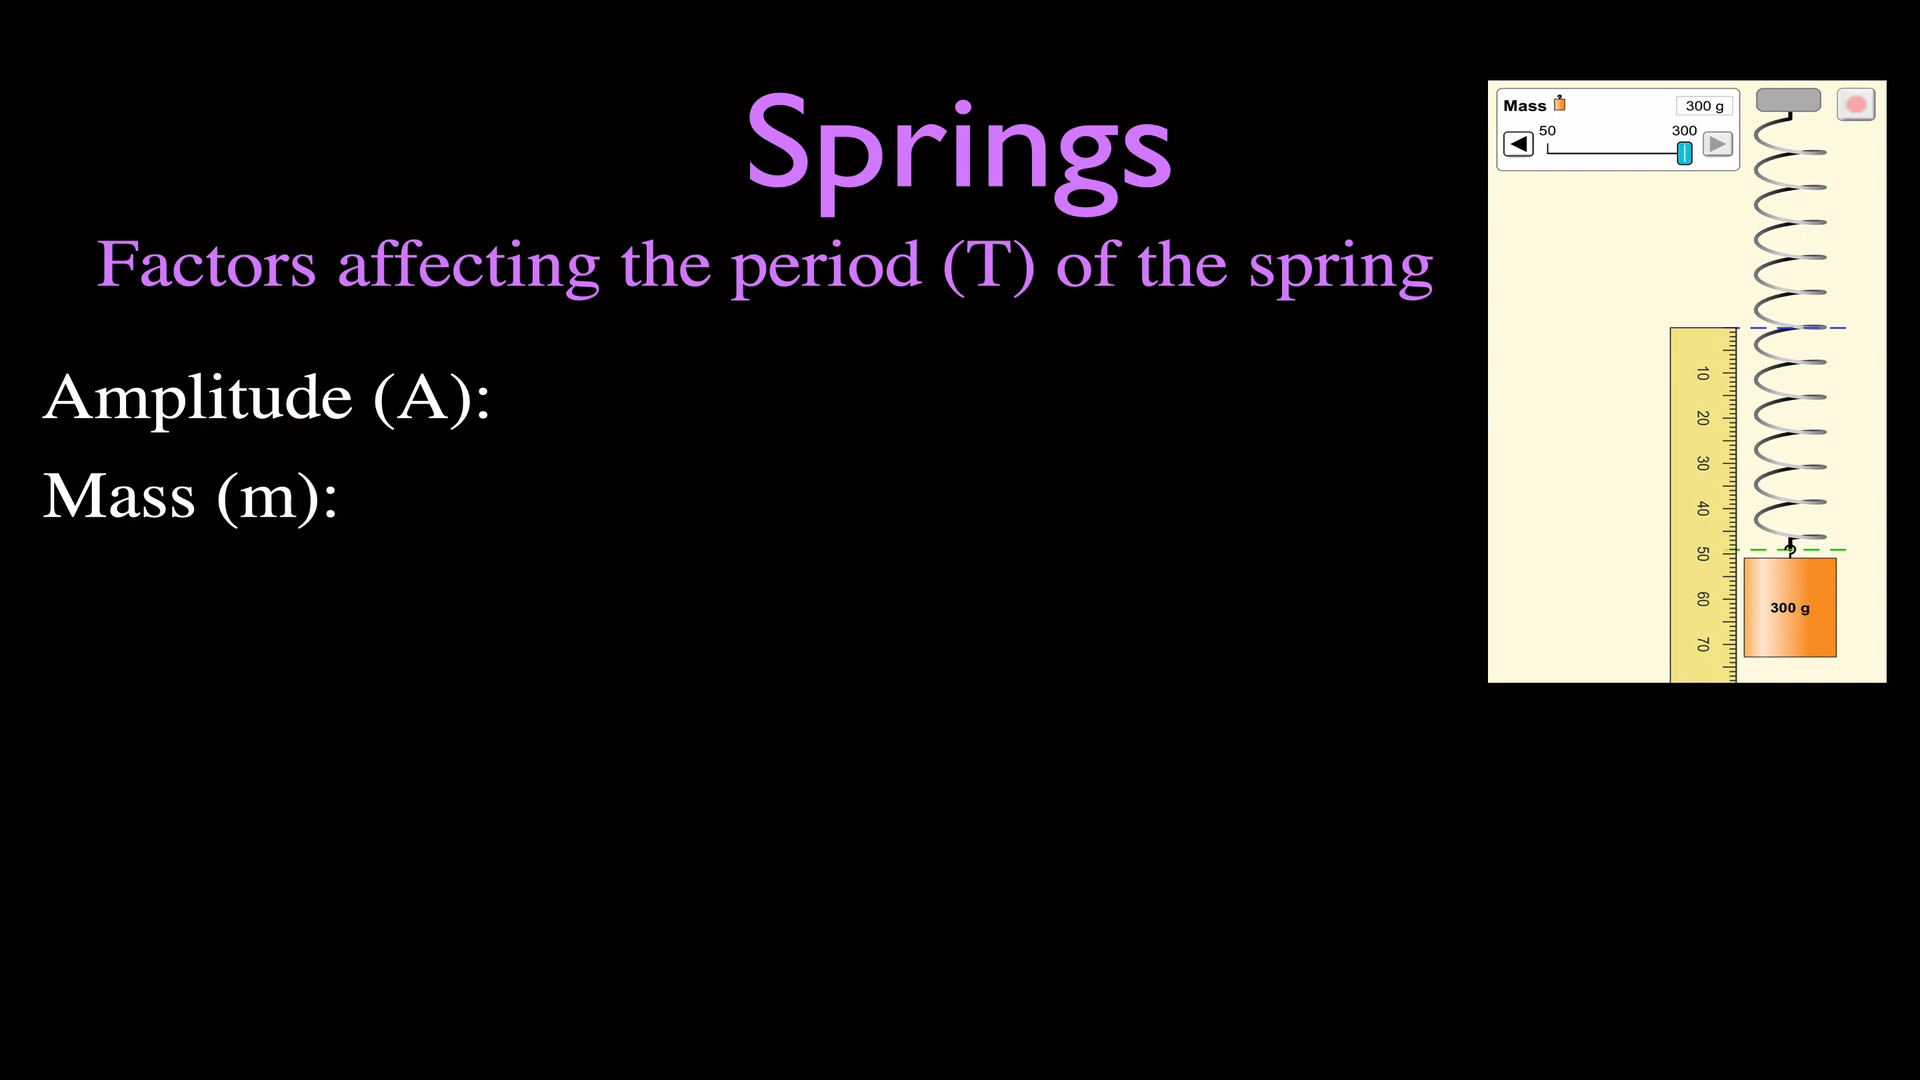 Springs
Factors affecting the period (T) of the spring
Amplitude (A):
Mass (m):
Mass 300 g
50 300
10
20
30
40
50
60
70
300 g